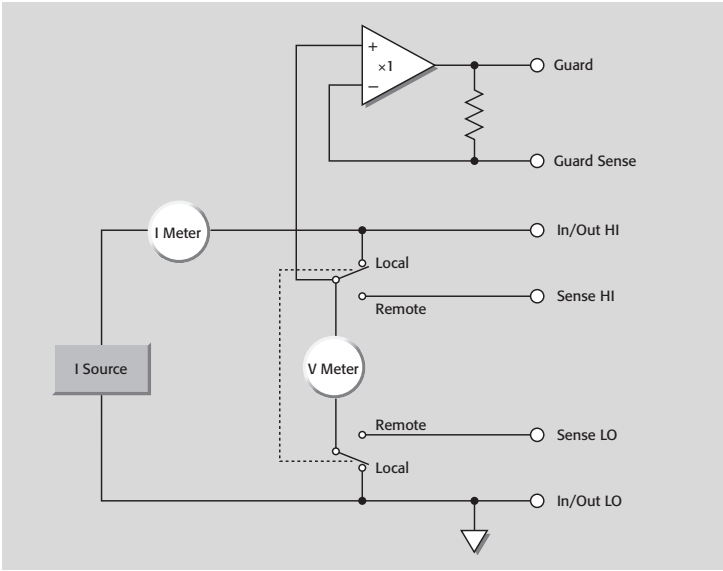 +
×1
−
Guard
Guard Sense
I Meter
In/Out HI
Local
Sense HI
Remote
I Source
V Meter
Remote
Sense LO
Local
In/Out LO